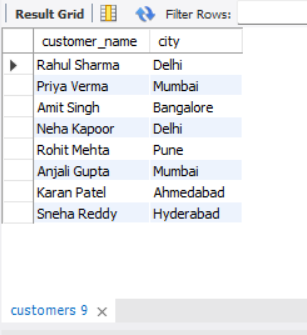 Result Grid Filter Rows:
customer_name city
Rahul Sharma Delhi
Priya Verma Mumbai
Amit Singh Bangalore
Neha Kapoor Delhi
Rohit Mehta Pune
Anjali Gupta Mumbai
Karan Patel Ahmedabad
Sneha Reddy Hyderabad
customers 9